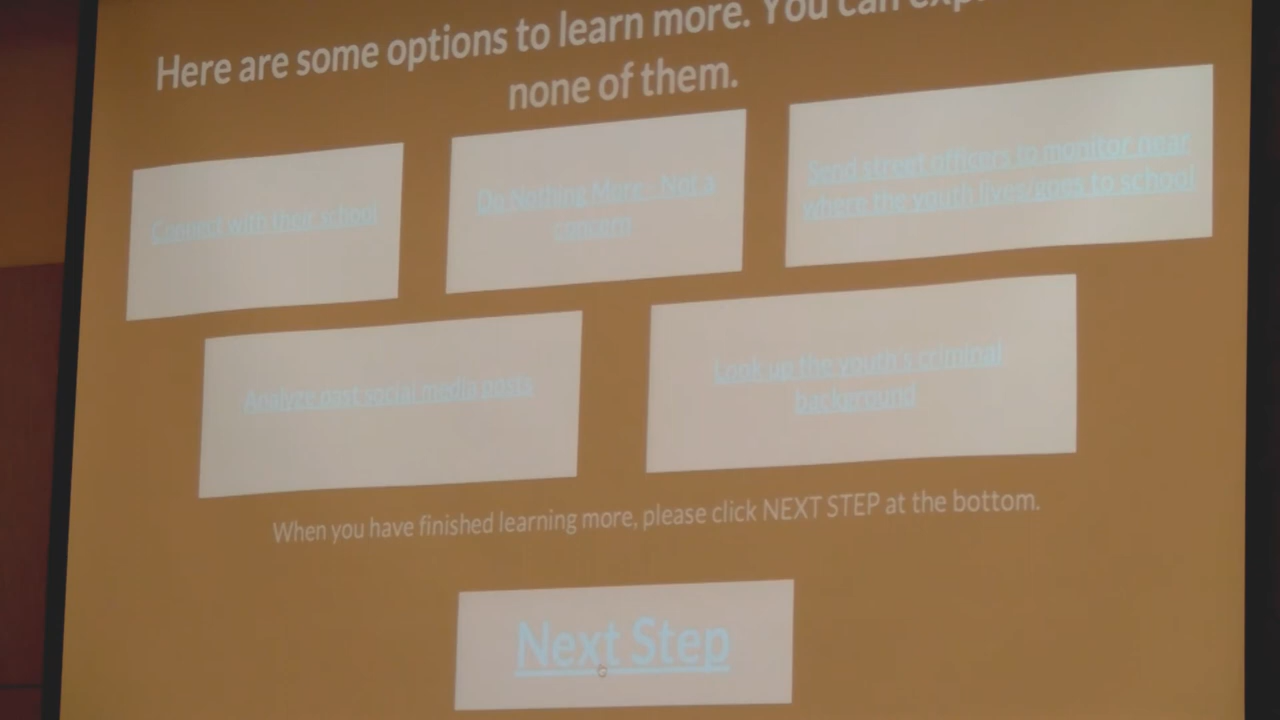 Here are some options to learn more. You can
none of them.
Connect with their school
Do Nothing More - Not a
concern
Send street officers to monitor near
where the youth lives/goes to school
Analyze past social media posts
Look up the youth's criminal
background
When you have finished learning more, please click NEXT STEP at the bottom.
Next Step